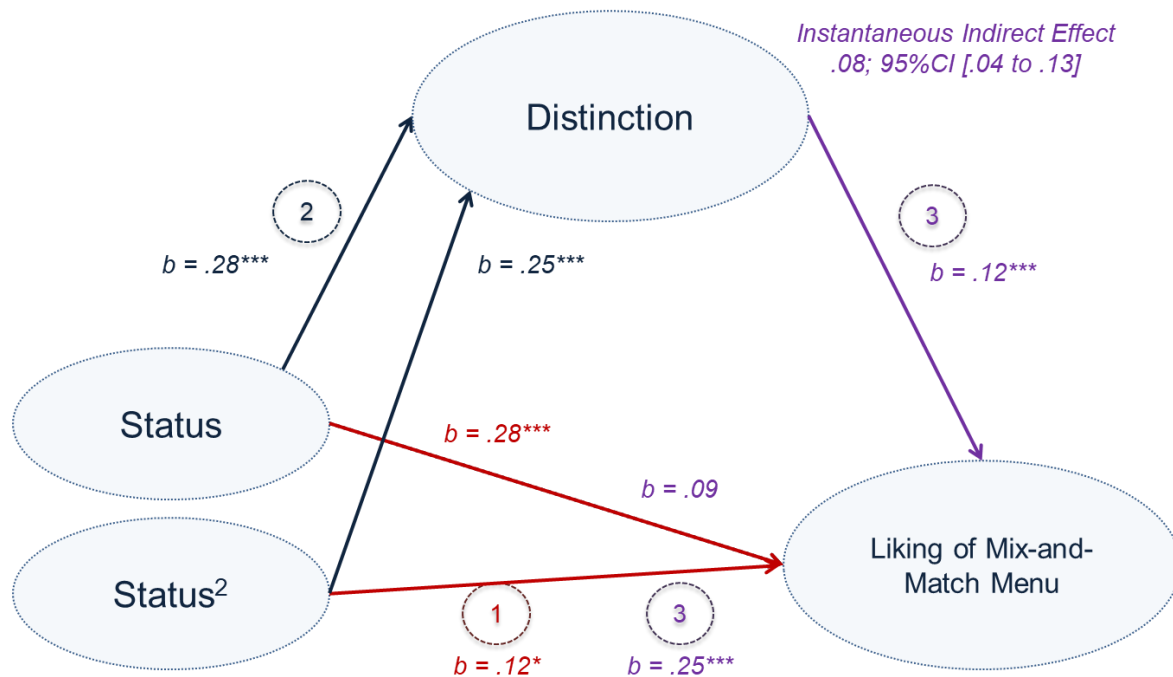 Instantaneous Indirect Effect
.08; 95%CI [.04 to .13]
Distinction
2
3
b = .28***
b = .25***
b = .12***
Status
b = .28***
b = .09
Liking of Mix-and-
Match Menu
Status²
1
3
b = .12*
b = .25***